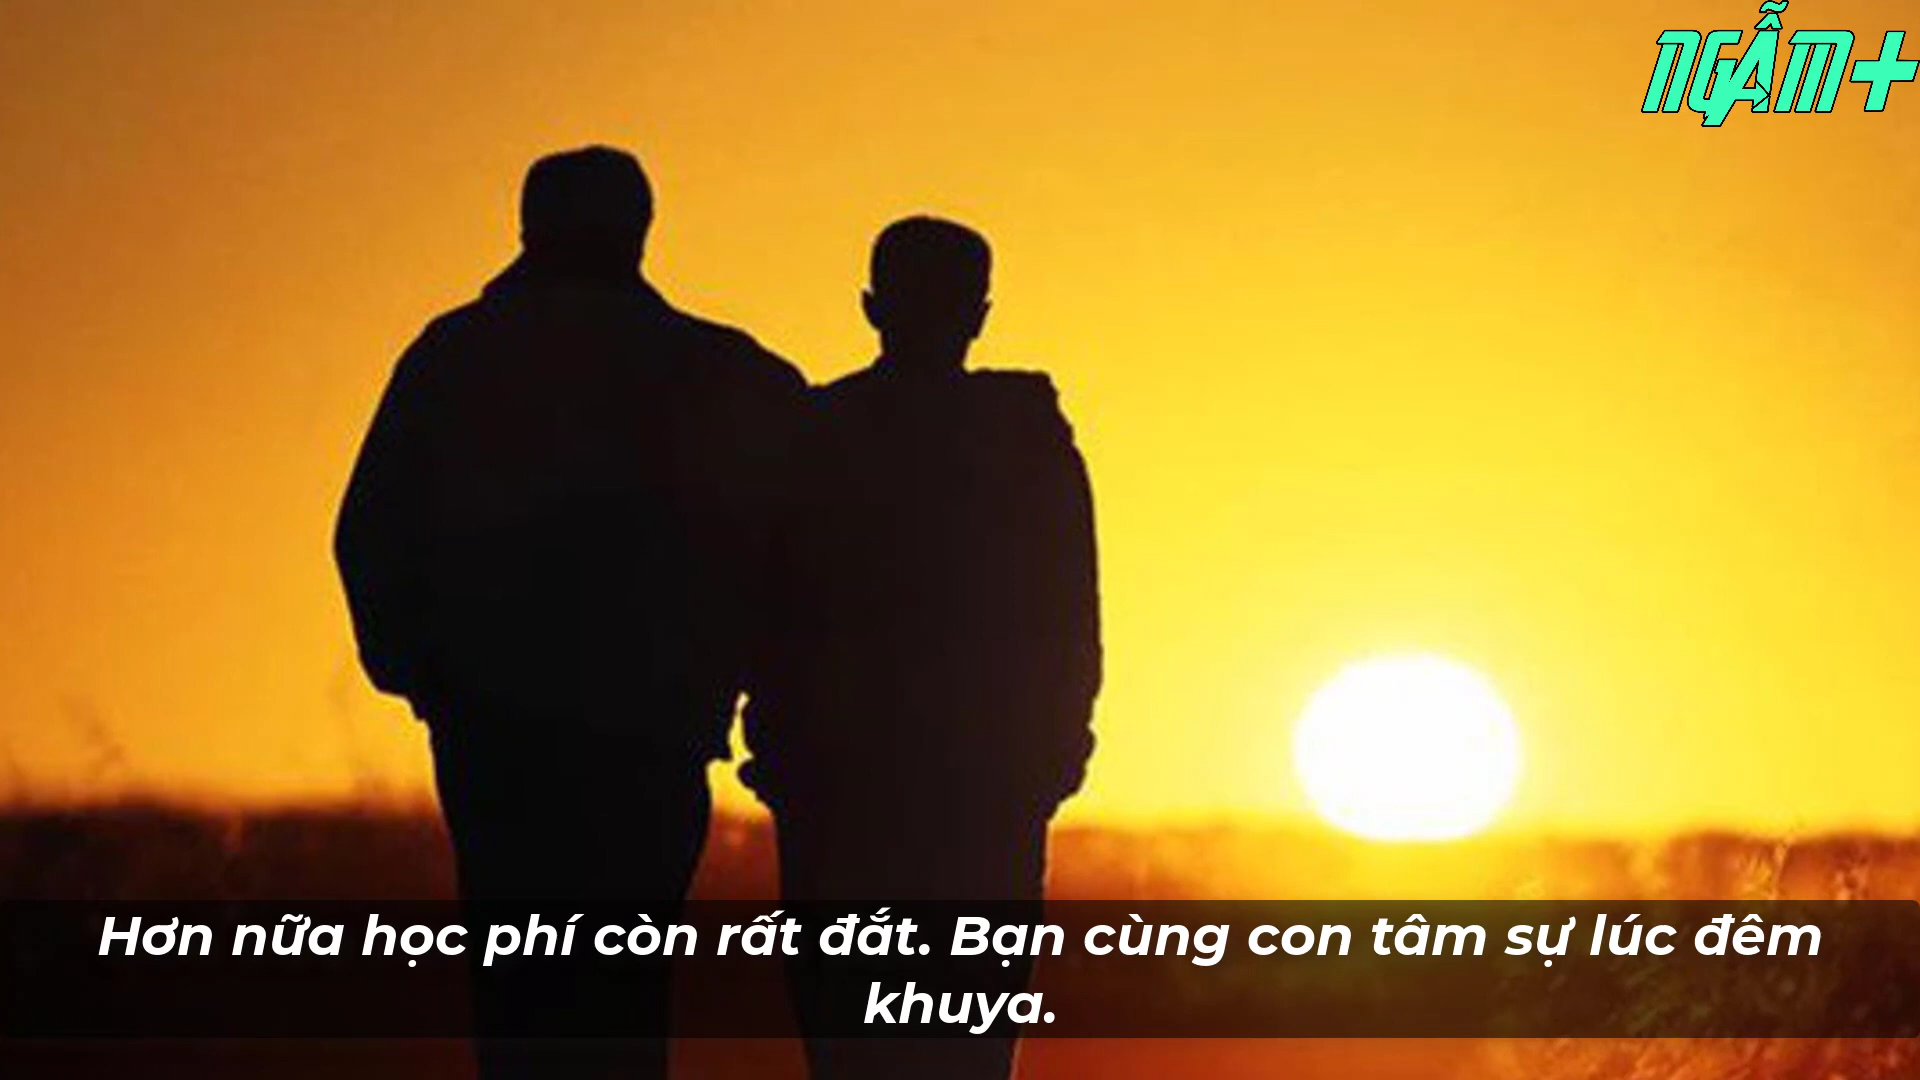 NGẪM+
Hơn nữa học phí còn rất đắt. Bạn cùng con tâm sự lúc đêm
khuya.